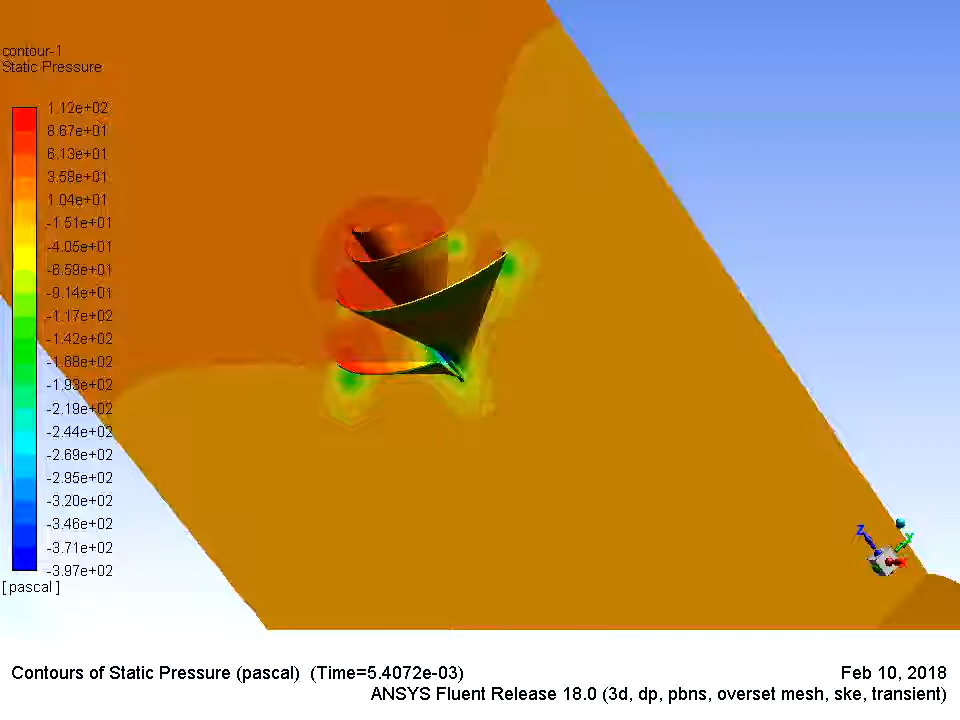 contour-1
Static Pressure
1.12e+02
8.67e+01
6.13e+01
3.58e+01
1.04e+01
-1.51e+01
-4.05e+01
-6.59e+01
-9.14e+01
-1.17e+02
-1.42e+02
-1.68e+02
-1.93e+02
-2.19e+02
-2.44e+02
-2.69e+02
-2.95e+02
-3.20e+02
-3.46e+02
-3.71e+02
-3.97e+02
[ pascal ]
Z
Y
X
Contours of Static Pressure (pascal)  (Time=5.4072e-03)
Feb 10, 2018
ANSYS Fluent Release 18.0 (3d, dp, pbns, overset mesh, ske, transient)